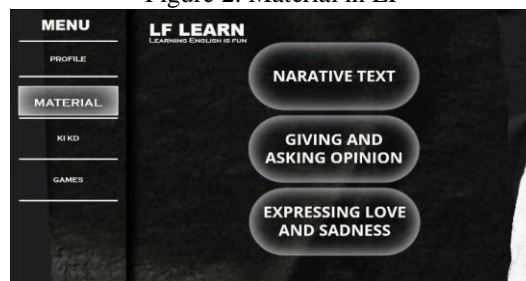 Figure 2. Material in LF
MENU
PROFILE
MATERIAL
KI KD
GAMES
LF LEARN
LEARNING ENGLISH IS FUN
NARATIVE TEXT
GIVING AND
ASKING OPINION
EXPRESSING LOVE
AND SADNESS